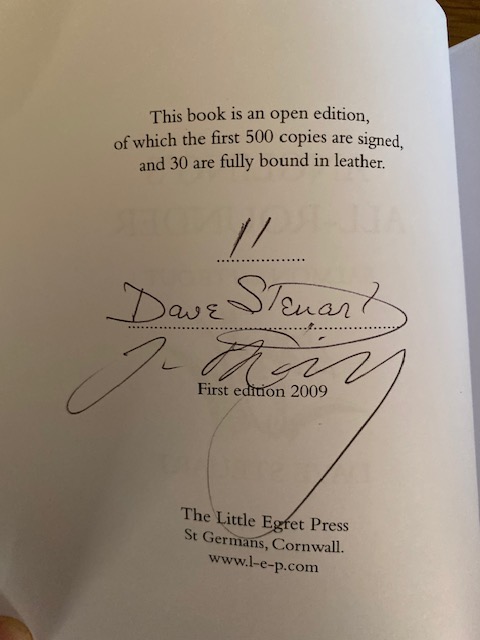 This book is an open edition,
of which the first 500 copies are signed,
and 30 are fully bound in leather.
11
Dave Steuart
First edition 2009
The Little Egret Press
St Germans, Cornwall.
www.l-e-p.com